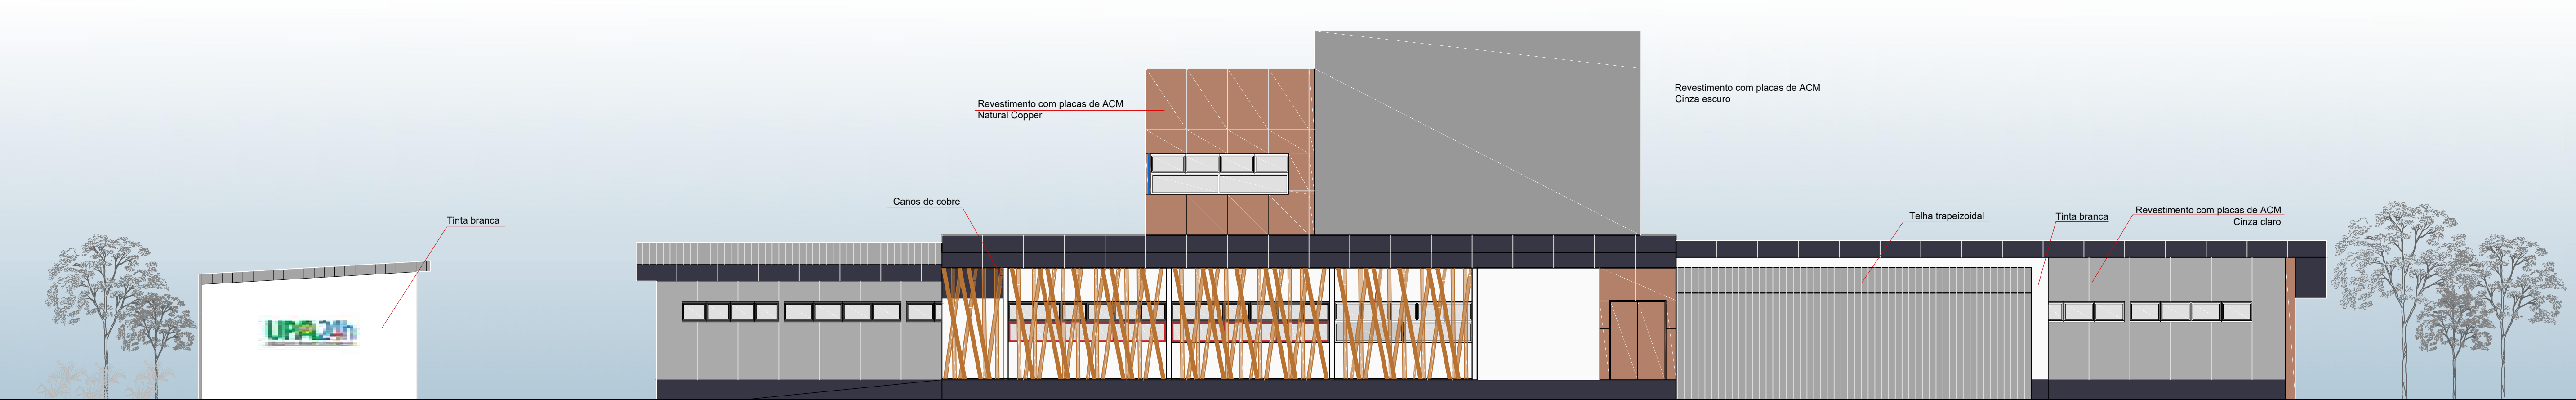 Revestimento com placas de ACM
Cinza escuro
Revestimento com placas de ACM
Natural Copper
Canos de cobre
Tinta branca
Telha trapeizoidal
Tinta branca
Revestimento com placas de ACM
Cinza claro
UPA 24h